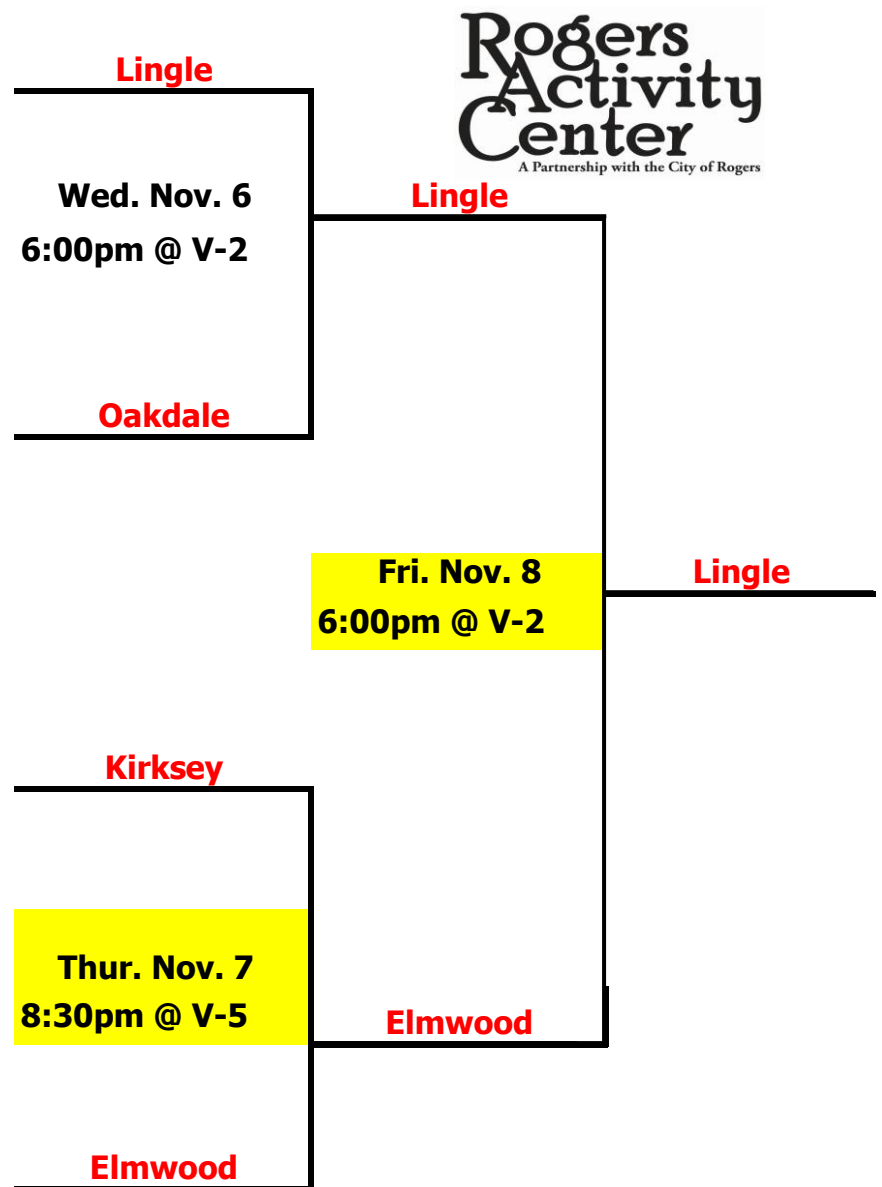 Rogers
Activity
Center
A Partnership with the City of Rogers
Lingle
Wed. Nov. 6
6:00pm @ V-2
Lingle
Oakdale
Fri. Nov. 8
6:00pm @ V-2
Lingle
Kirksey
Thur. Nov. 7
8:30pm @ V-5
Elmwood
Elmwood